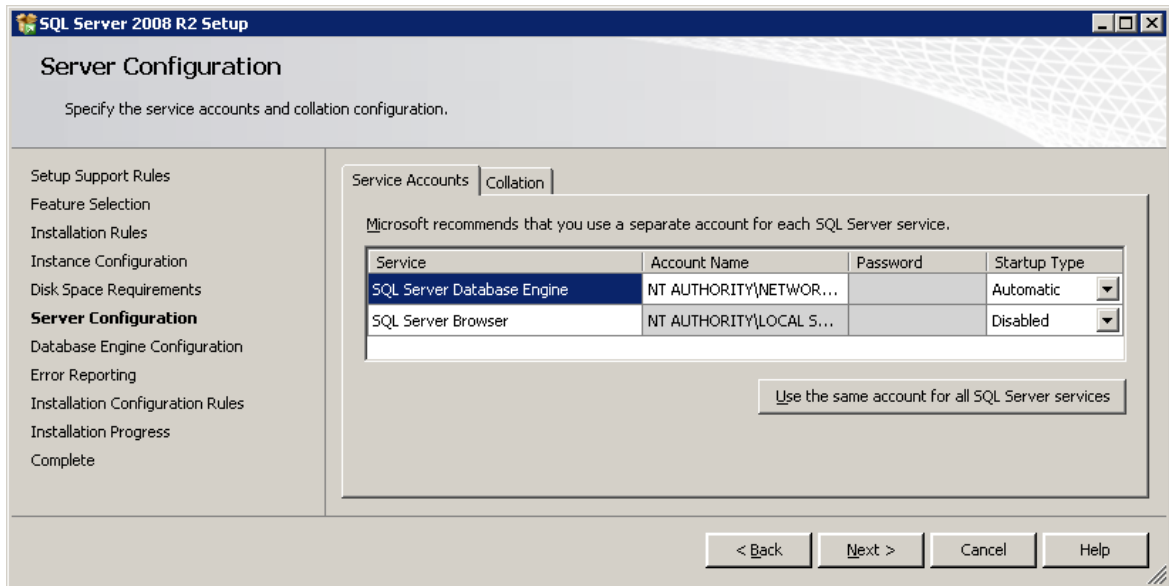 SQL Server 2008 R2 Setup
Server Configuration
Specify the service accounts and collation configuration.
Setup Support Rules
Feature Selection
Installation Rules
Instance Configuration
Disk Space Requirements
Server Configuration
Database Engine Configuration
Error Reporting
Installation Configuration Rules
Installation Progress
Complete
Service Accounts Collation
Microsoft recommends that you use a separate account for each SQL Server service.
Service Account Name Password Startup Type
SQL Server Database Engine NT AUTHORITY\NETWOR... Automatic
SQL Server Browser NT AUTHORITY\LOCAL S... Disabled
Use the same account for all SQL Server services
< Back Next > Cancel Help